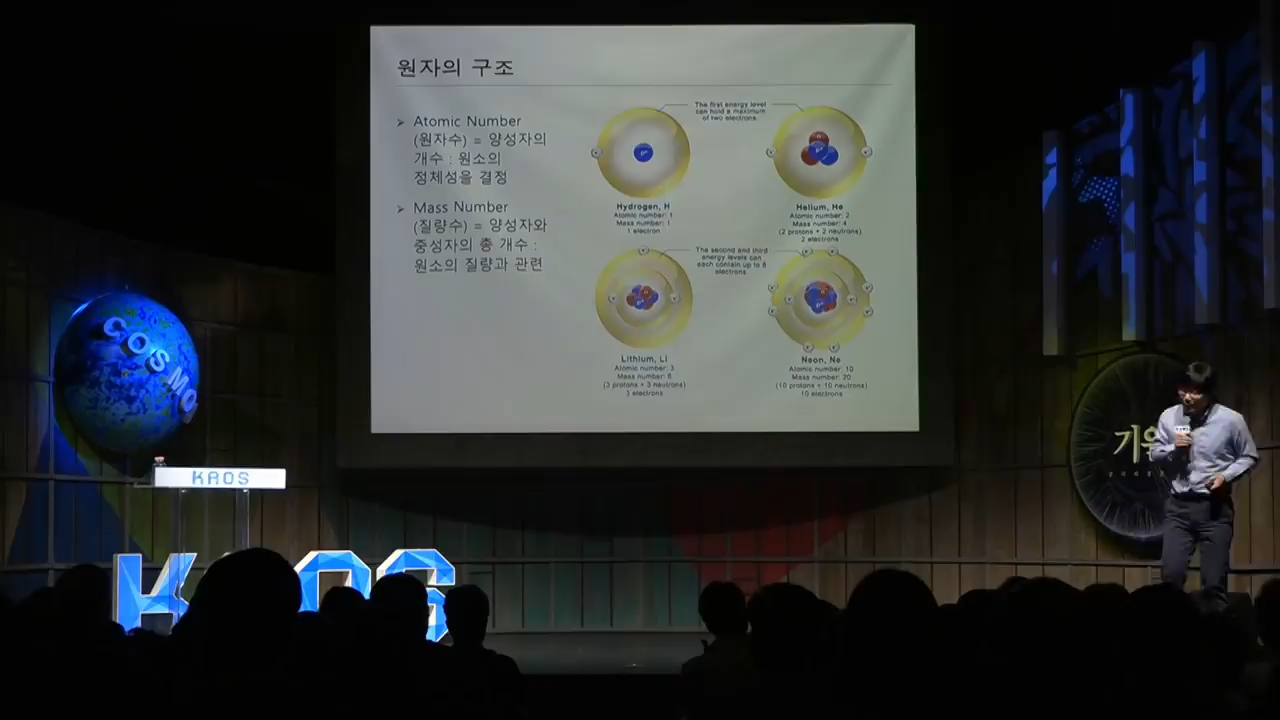 원자의 구조
➢ Atomic Number
(원자수) = 양성자의
개수 : 원소의
정체성을 결정
➢ Mass Number
(질량수) = 양성자와
중성자의 총 개수 :
원소의 질량과 관련
The first energy level
can hold a maximum
of two electrons.
Hydrogen, H
Atomic number: 1
Mass number: 1
1 electron
Helium, He
Atomic number: 2
Mass number: 4
(2 protons + 2 neutrons)
2 electrons
The second and third
energy levels can
each contain up to 8
electrons.
Lithium, Li
Atomic number: 3
Mass number: 6
(3 protons + 3 neutrons)
3 electrons
Neon, Ne
Atomic number: 10
Mass number: 20
(10 protons + 10 neutrons)
10 electrons
COSMOS
KAOS
KAOS
기원